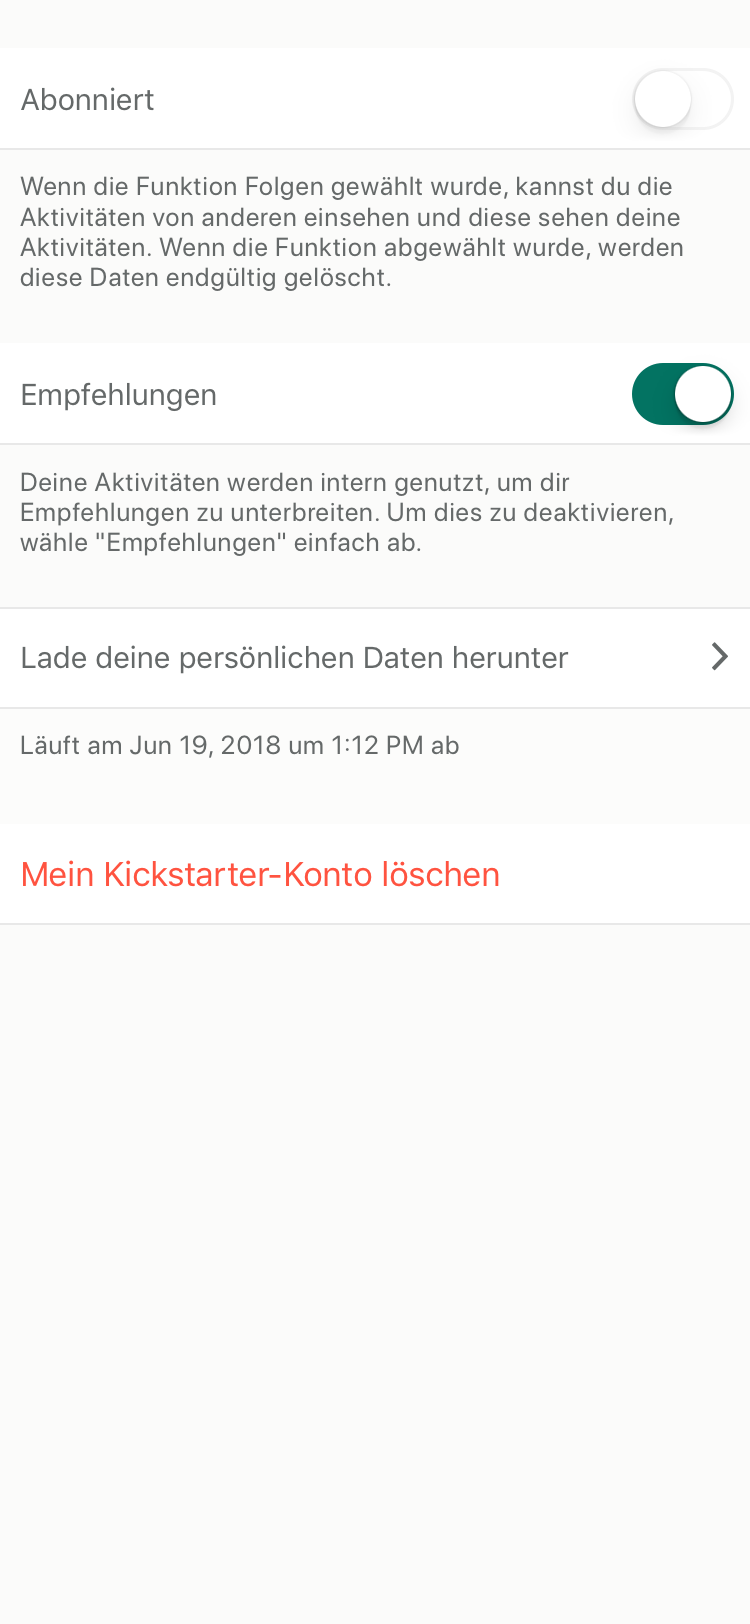 Abonniert
Wenn die Funktion Folgen gewählt wurde, kannst du die
Aktivitäten von anderen einsehen und diese sehen deine
Aktivitäten. Wenn die Funktion abgewählt wurde, werden
diese Daten endgültig gelöscht.
Empfehlungen
Deine Aktivitäten werden intern genutzt, um dir
Empfehlungen zu unterbreiten. Um dies zu deaktivieren,
wähle "Empfehlungen" einfach ab.
Lade deine persönlichen Daten herunter
Läuft am Jun 19, 2018 um 1:12 PM ab
Mein Kickstarter-Konto löschen